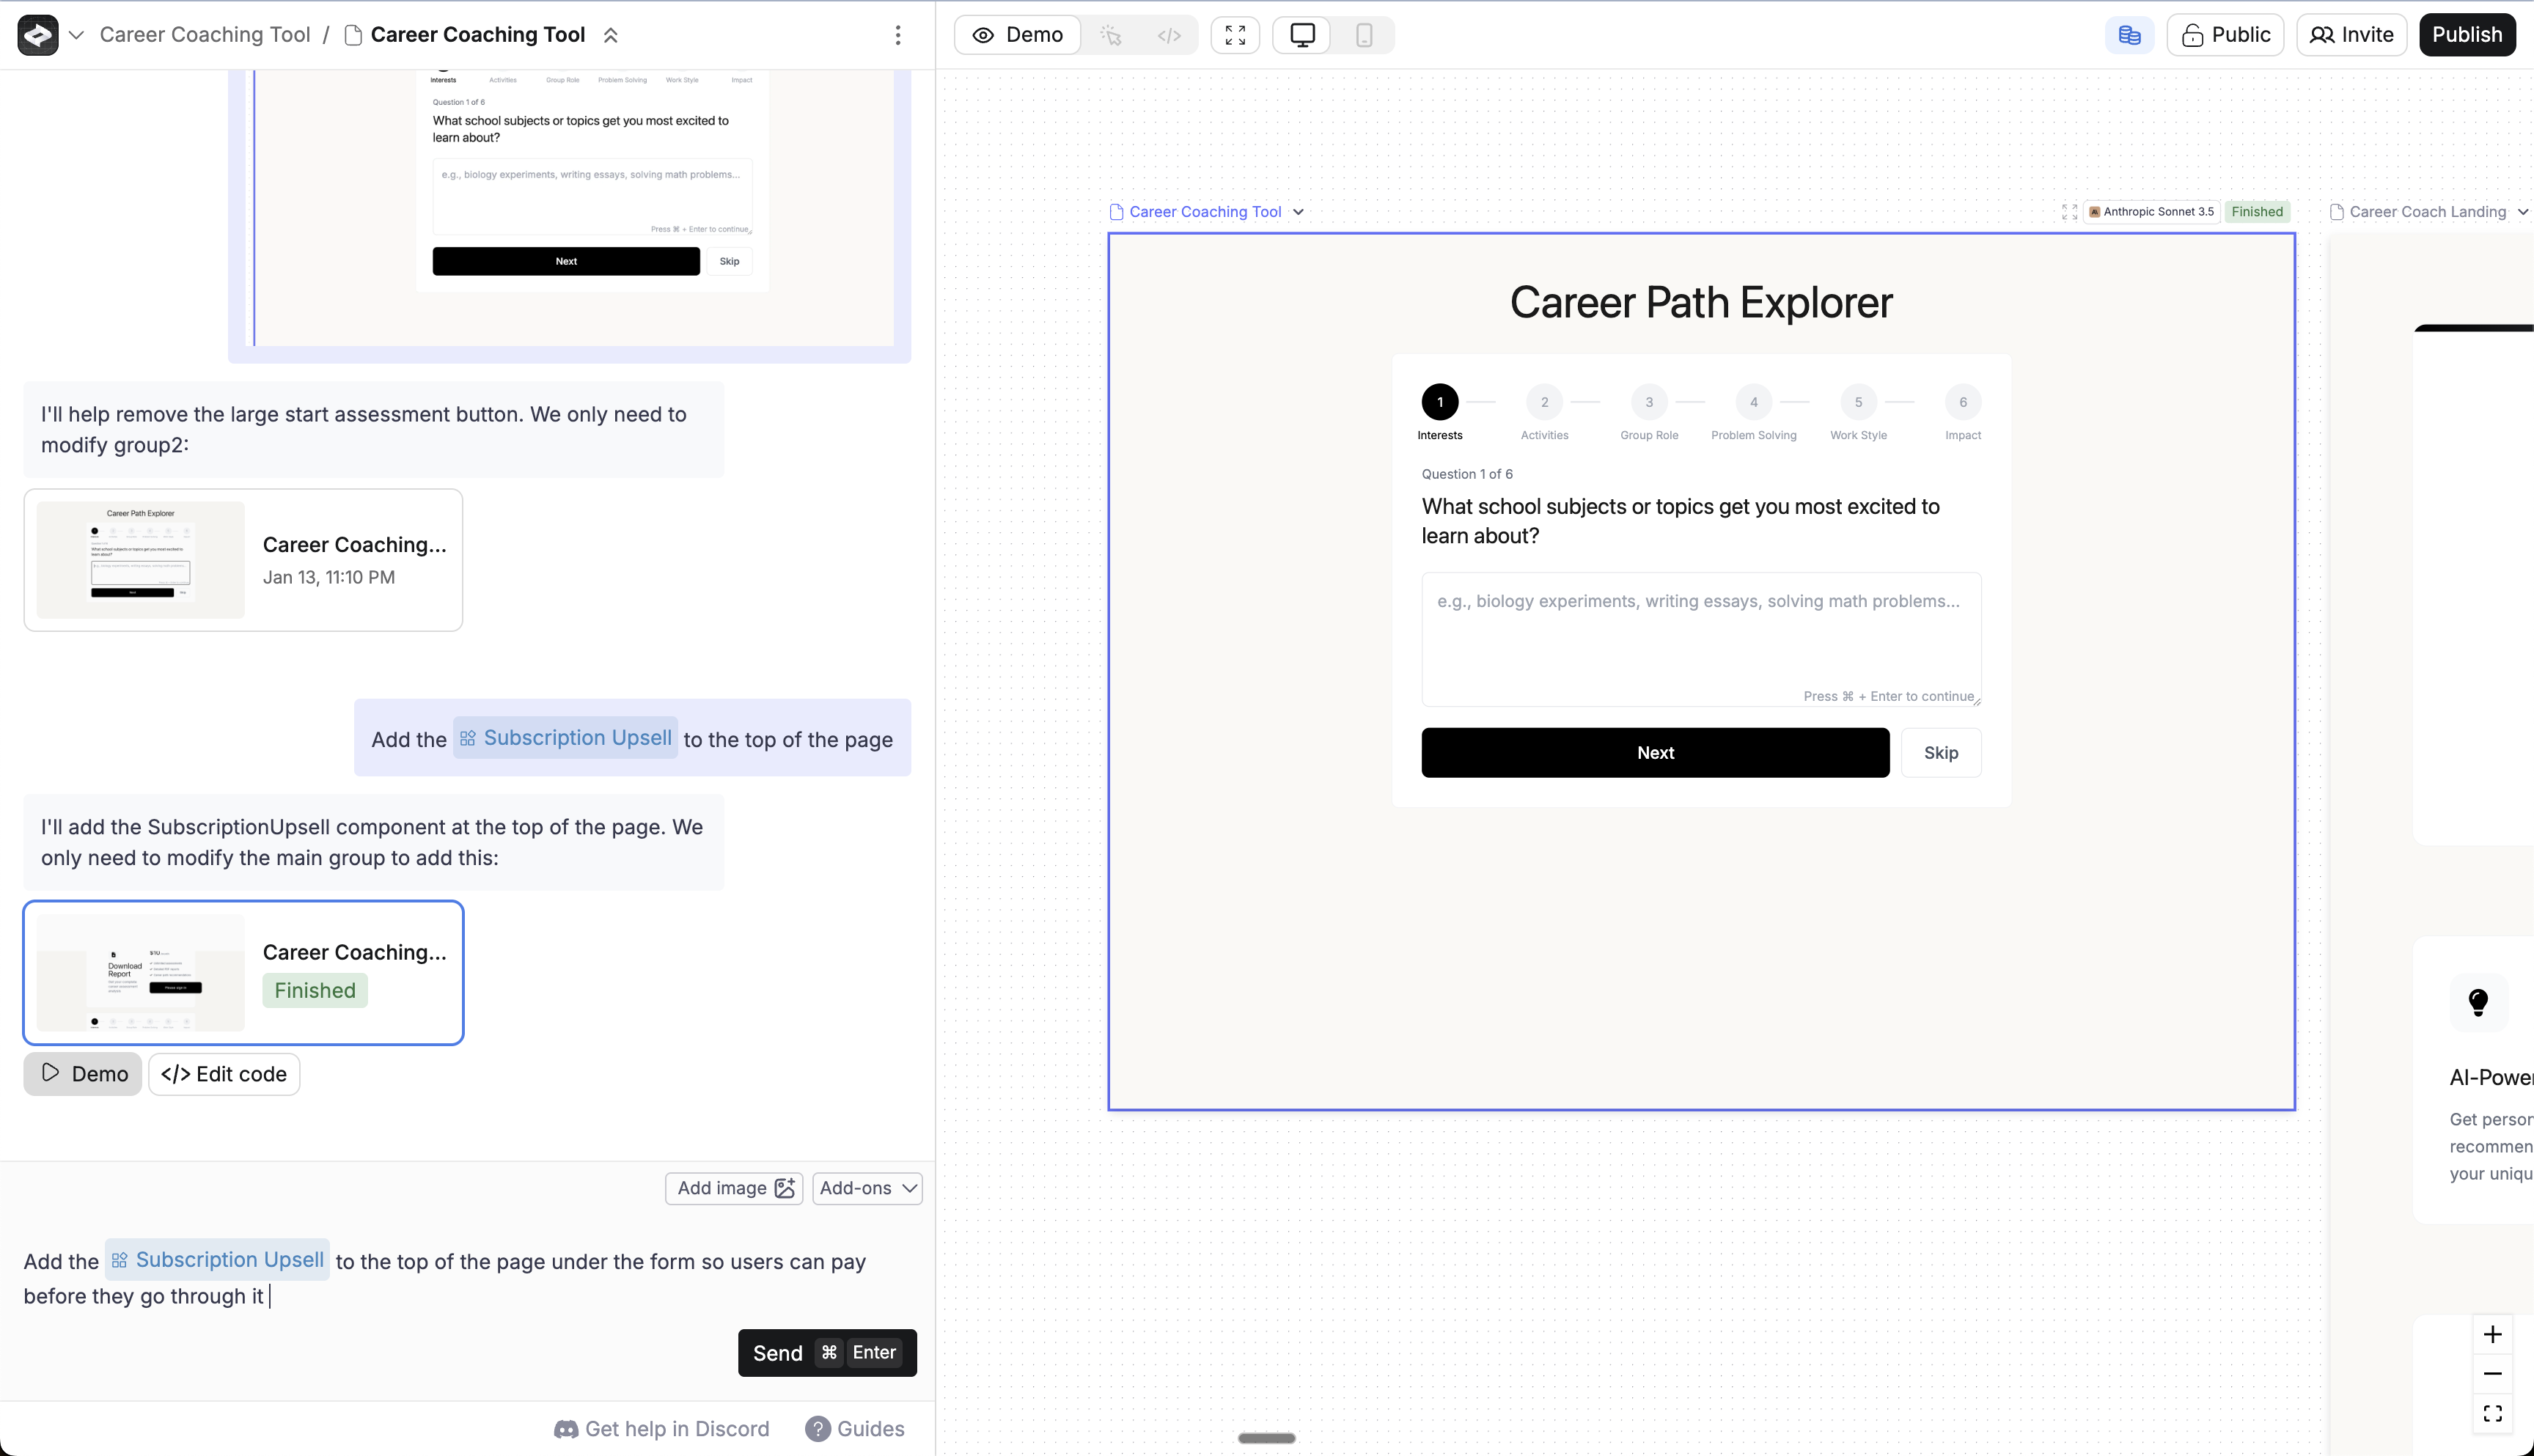 Career Coaching Tool / Career Coaching Tool
Interests Activities Group Role Problem Solving Work Style Impact
Question 1 of 6
What school subjects or topics get you most excited to
learn about?
e.g., biology experiments, writing essays, solving math problems...
Press ⌘ + Enter to continue
Next Skip
I'll help remove the large start assessment button. We only need to
modify group2:
Career Path Explorer
Career Coaching...
Jan 13, 11:10 PM
Add the Subscription Upsell to the top of the page
I'll add the SubscriptionUpsell component at the top of the page. We
only need to modify the main group to add this:
Download
Report
$10
Please sign in
Career Coaching...
Finished
Demo </> Edit code
Add image Add-ons
Add the Subscription Upsell to the top of the page under the form so users can pay
before they go through it
Send ⌘ Enter
Get help in Discord ? Guides
Demo </>
Public Invite Publish
Career Coaching Tool
Anthropic Sonnet 3.5 Finished
Career Coach Landing
Career Path Explorer
1 2 3 4 5 6
Interests Activities Group Role Problem Solving Work Style Impact
Question 1 of 6
What school subjects or topics get you most excited to
learn about?
e.g., biology experiments, writing essays, solving math problems...
Press ⌘ + Enter to continue
Next Skip
AI-Power
Get person
recommen
your uniqu